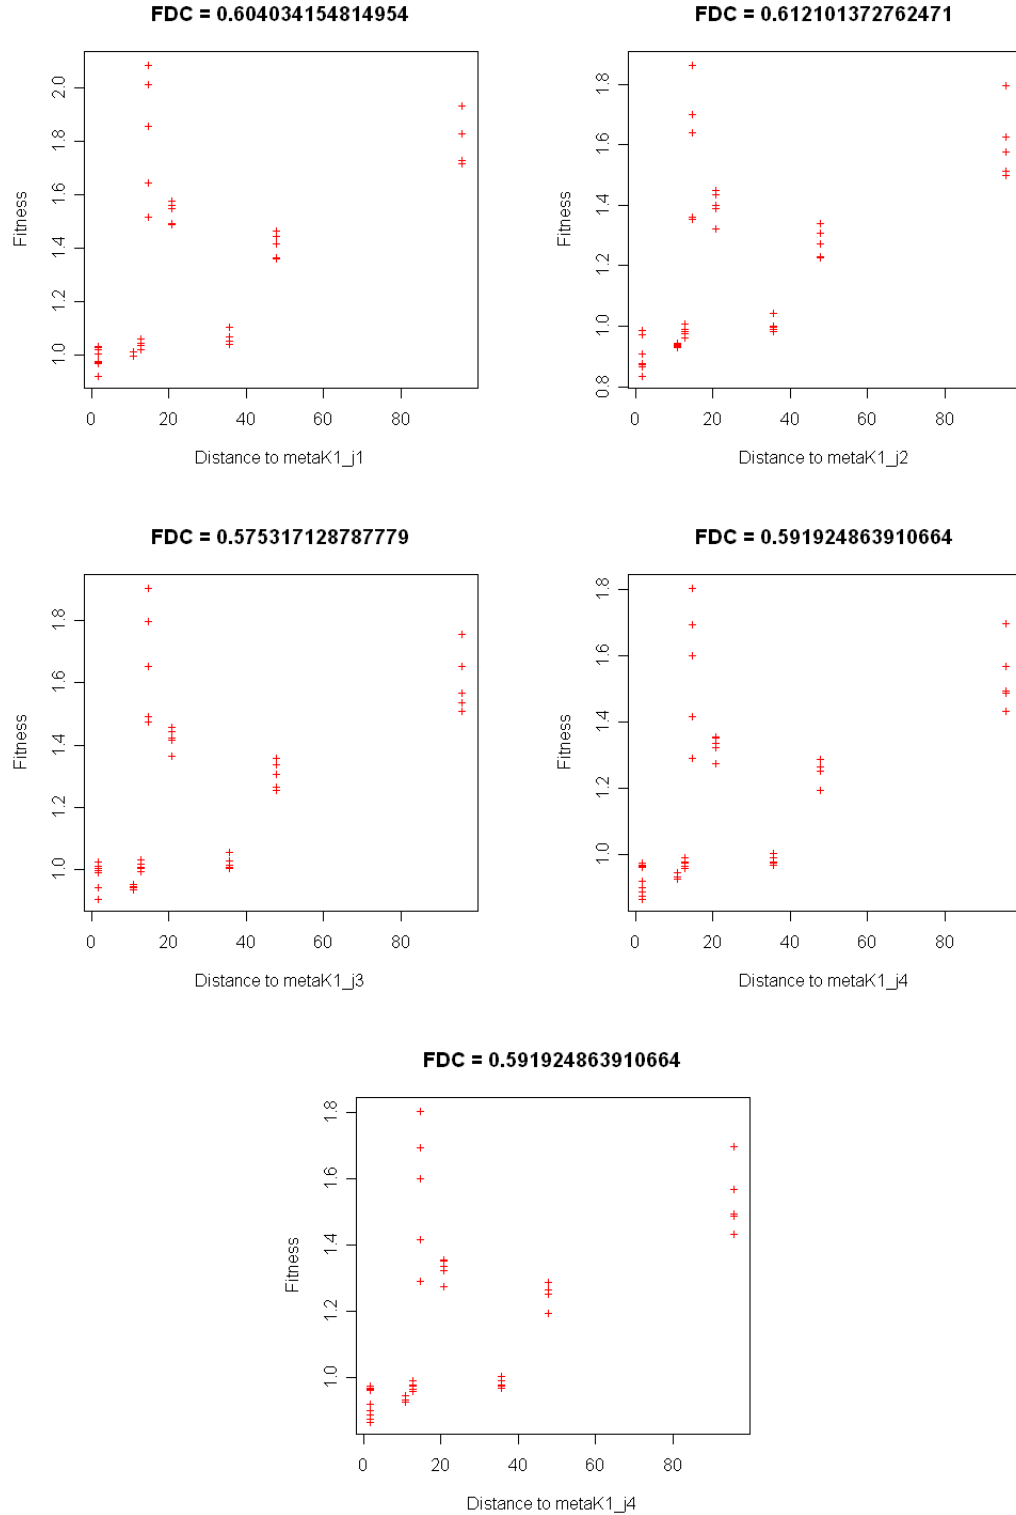 FDC = 0.604034154814954
FDC = 0.612101372762471
Fitness
2.0
1.8
1.6
1.4
1.2
1.0
0 20 40 60 80
Distance to metaK1_j1
Fitness
1.8
1.6
1.4
1.2
1.0
0.8
0 20 40 60 80
Distance to metaK1_j2
FDC = 0.575317128787779
FDC = 0.591924863910664
Fitness
1.8
1.6
1.4
1.2
1.0
0 20 40 60 80
Distance to metaK1_j3
Fitness
1.8
1.6
1.4
1.2
1.0
0 20 40 60 80
Distance to metaK1_j4
FDC = 0.591924863910664
Fitness
1.8
1.6
1.4
1.2
1.0
0 20 40 60 80
Distance to metaK1_j4